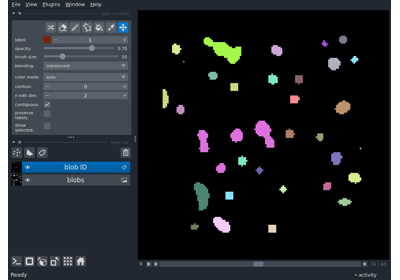 File View Plugins Window Help
label: 1
opacity: 0.70
brush size: 10
blending: translucent
color mode: auto
contour: 0
n edit dim: 2
contiguous:
preserve labels:
show selected:
blob ID
blobs
Ready
activity